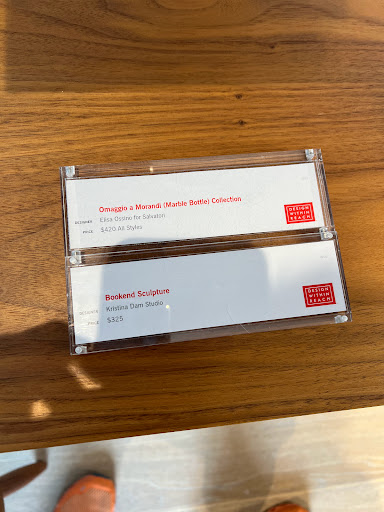 Omaggio a Morandi (Marble Bottle) Collection
DESIGNER Elisa Ossino for Salvatori
PRICE $420 All Styles
DESIGN
WITHIN
REACH
Bookend Sculpture
DESIGNER Kristina Dam Studio
PRICE $325
DESIGN
WITHIN
REACH